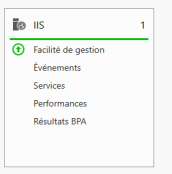 IIS 1
Facilité de gestion
Événements
Services
Performances
Résultats BPA